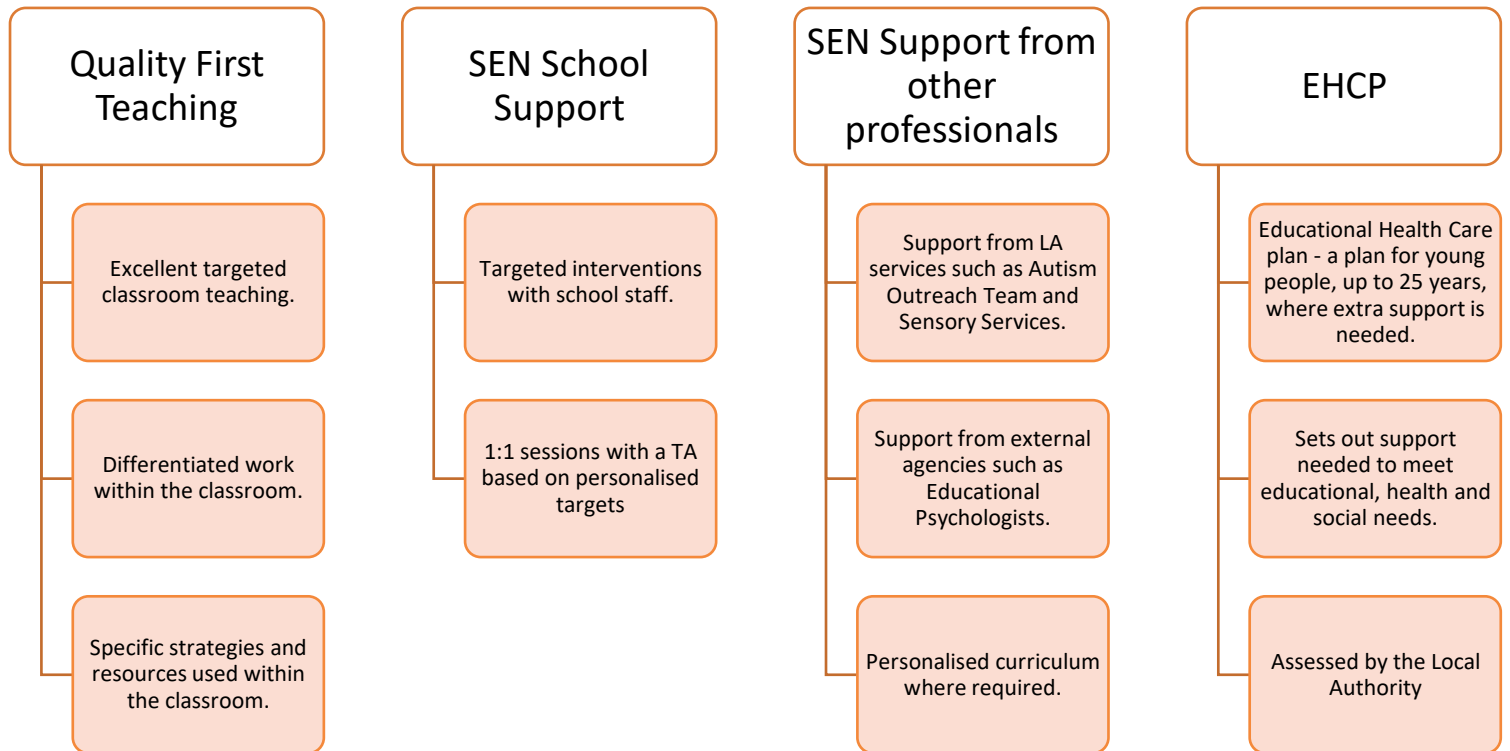 Quality First
Teaching
Excellent targeted
classroom teaching.
Differentiated work
within the classroom.
Specific strategies and
resources used within
the classroom.
SEN School
Support
Targeted interventions
with school staff.
1:1 sessions with a TA
based on personalised
targets
SEN Support from
other
professionals
Support from LA
services such as Autism
Outreach Team and
Sensory Services.
Support from external
agencies such as
Educational
Psychologists.
Personalised curriculum
where required.
EHCP
Educational Health Care
plan - a plan for young
people, up to 25 years,
where extra support is
needed.
Sets out support
needed to meet
educational, health and
social needs.
Assessed by the Local
Authority